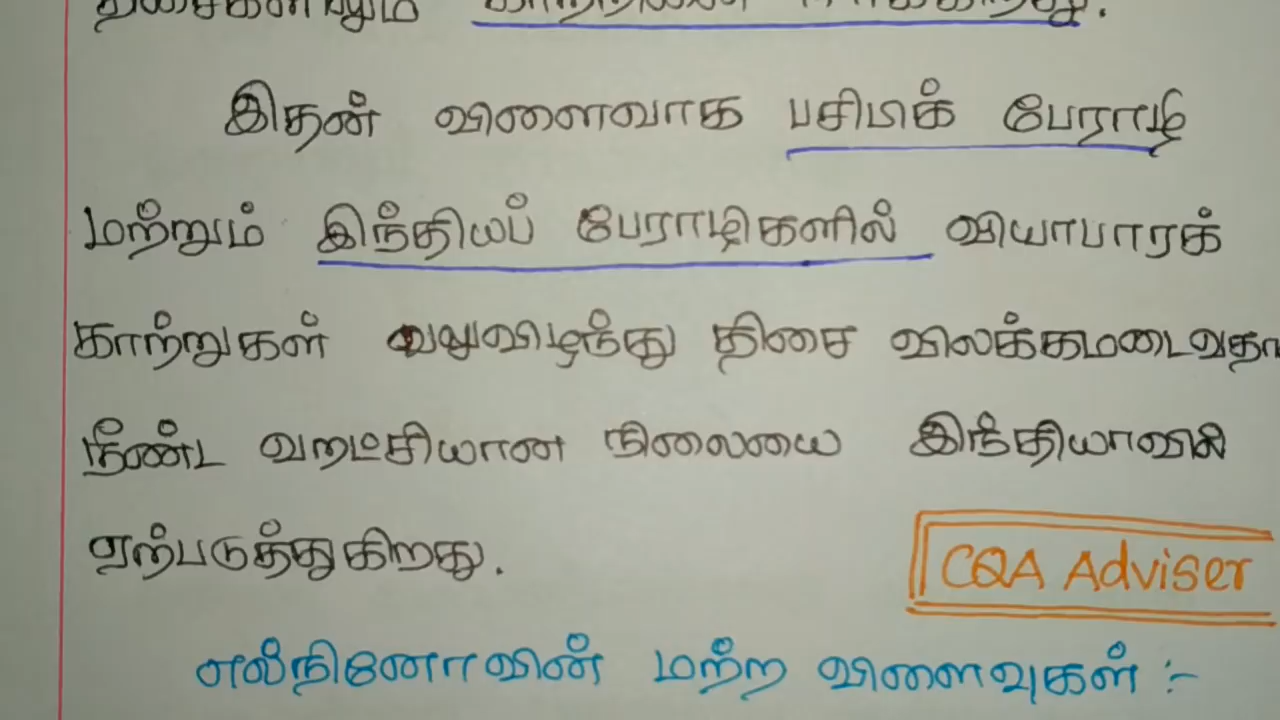 திசைகளிலும்
இதன் விளைவாக பசிபிக் பேராழி
மற்றும் இந்தியப் பேராழிகளில் வியாபாரக்
காற்றுகள் வலுவிழந்து திசை விலக்கமடைவதா
நீண்ட வறட்சியான நிலையை இந்தியாவில்
ஏற்படுத்துகிறது.
CQA Adviser
எல்நினோவின் மற்ற விளைவுகள் :-